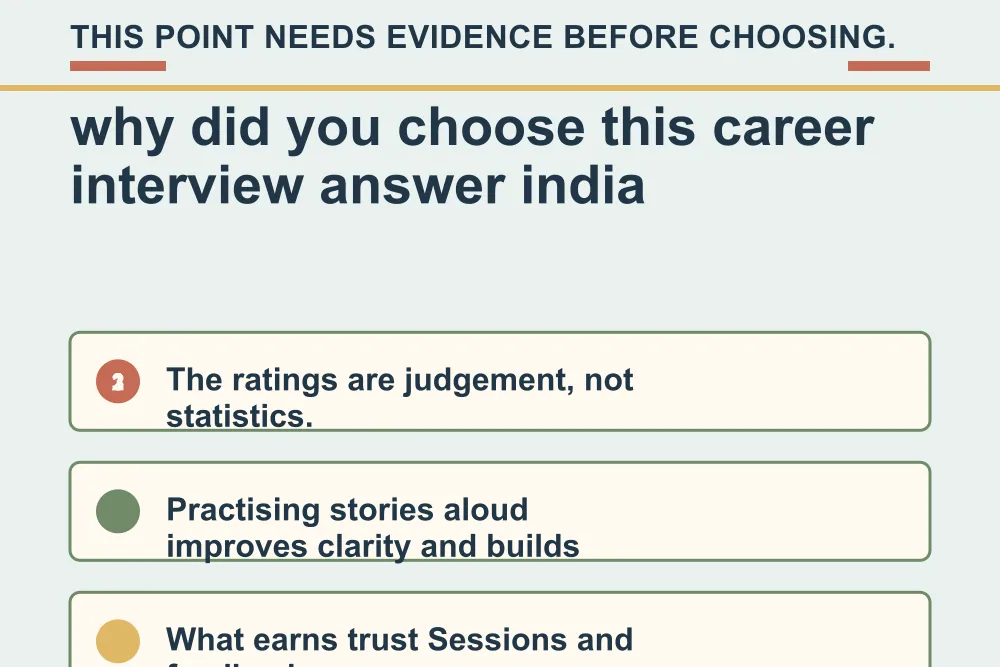 THIS POINT NEEDS EVIDENCE BEFORE CHOOSING.
why did you choose this career
interview answer india
The ratings are judgement, not
statistics.
Practising stories aloud
improves clarity and builds
What earns trust Sessions and